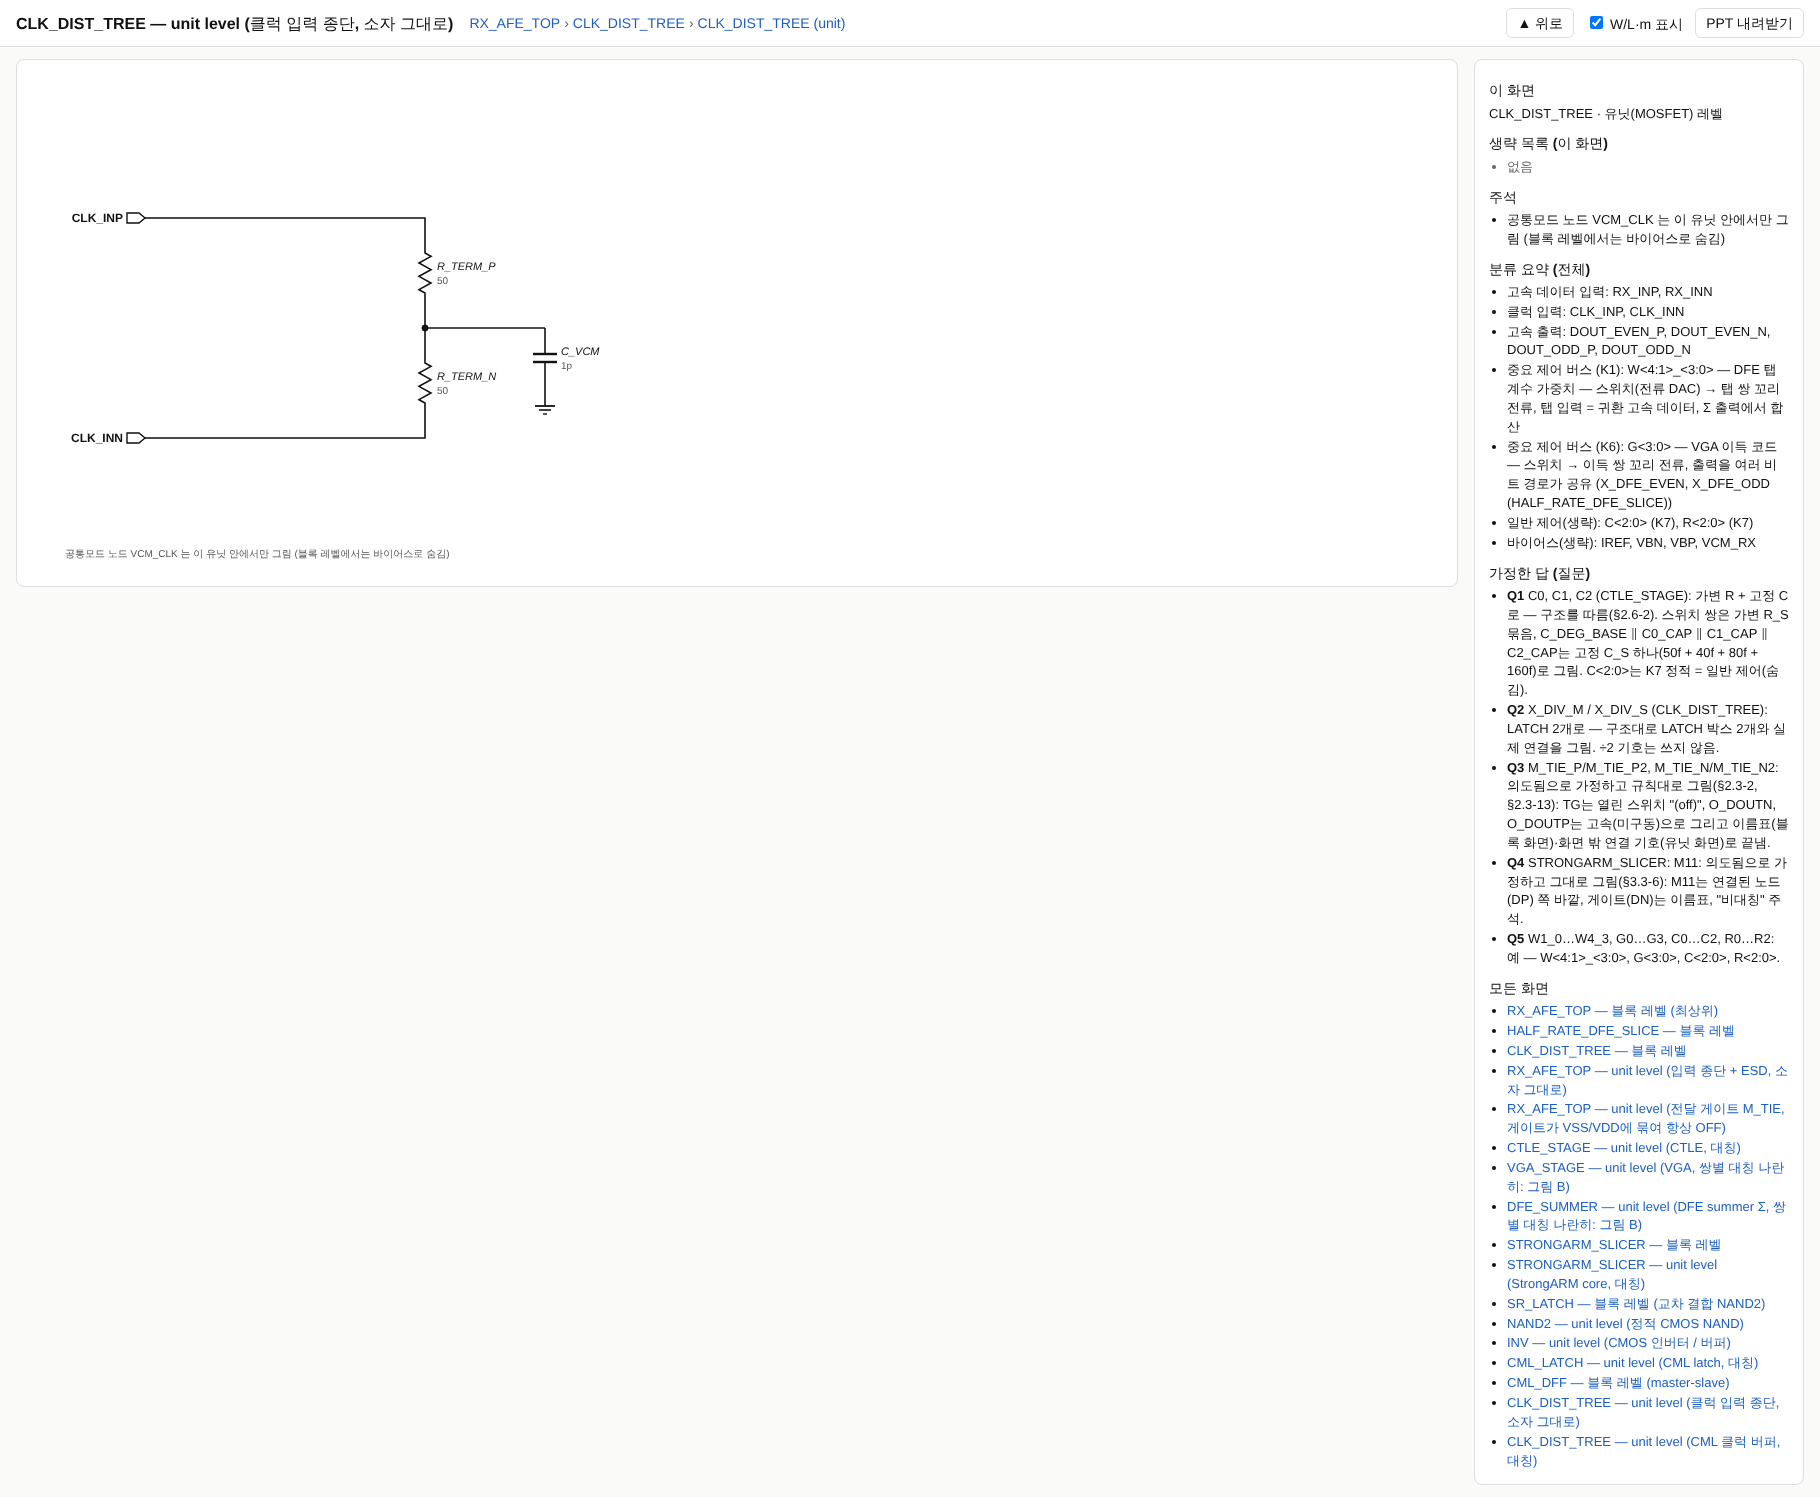 CLK_DIST_TREE — unit level (클럭 입력 종단, 소자 그대로) RX_AFE_TOP › CLK_DIST_TREE › CLK_DIST_TREE (unit) ▲ 위로 W/L·m 표시 PPT 내려받기
CLK_INP
R_TERM_P
50
C_VCM
1p
R_TERM_N
50
CLK_INN
공통모드 노드 VCM_CLK 는 이 유닛 안에서만 그림 (블록 레벨에서는 바이어스로 숨김)
이 화면
CLK_DIST_TREE · 유닛(MOSFET) 레벨
생략 목록 (이 화면)
• 없음
주석
• 공통모드 노드 VCM_CLK 는 이 유닛 안에서만 그
림 (블록 레벨에서는 바이어스로 숨김)
분류 요약 (전체)
• 고속 데이터 입력: RX_INP, RX_INN
• 클럭 입력: CLK_INP, CLK_INN
• 고속 출력: DOUT_EVEN_P, DOUT_EVEN_N,
DOUT_ODD_P, DOUT_ODD_N
• 중요 제어 버스 (K1): W<4:1>_<3:0> — DFE 탭
계수 가중치 — 스위치(전류 DAC) → 탭 쌍 꼬리
전류, 탭 입력 = 귀환 고속 데이터, Σ 출력에서 합
산
• 중요 제어 버스 (K6): G<3:0> — VGA 이득 코드
— 스위치 → 이득 쌍 꼬리 전류, 출력을 여러 비
트 경로가 공유 (X_DFE_EVEN, X_DFE_ODD
(HALF_RATE_DFE_SLICE))
• 일반 제어(생략): C<2:0> (K7), R<2:0> (K7)
• 바이어스(생략): IREF, VBN, VBP, VCM_RX
가정한 답 (질문)
• Q1 C0, C1, C2 (CTLE_STAGE): 가변 R + 고정 C
로 — 구조를 따름(§2.6-2). 스위치 쌍은 가변 R_S
묶음, C_DEG_BASE ∥ C0_CAP ∥ C1_CAP ∥
C2_CAP는 고정 C_S 하나(50f + 40f + 80f +
160f)로 그림. C<2:0>는 K7 정적 = 일반 제어(숨
김).
• Q2 X_DIV_M / X_DIV_S (CLK_DIST_TREE):
LATCH 2개로 — 구조대로 LATCH 박스 2개와 실
제 연결을 그림. ÷2 기호는 쓰지 않음.
• Q3 M_TIE_P/M_TIE_P2, M_TIE_N/M_TIE_N2:
의도됨으로 가정하고 규칙대로 그림(§2.3-2,
§2.3-13): TG는 열린 스위치 "(off)", O_DOUTN,
O_DOUTP는 고속(미구동)으로 그리고 이름표(블
록 화면)·화면 밖 연결 기호(유닛 화면)로 끝냄.
• Q4 STRONGARM_SLICER: M11: 의도됨으로 가
정하고 그대로 그림(§3.3-6): M11는 연결된 노드
(DP) 쪽 바깥, 게이트(DN)는 이름표, "비대칭" 주
석.
• Q5 W1_0…W4_3, G0…G3, C0…C2, R0…R2:
예 — W<4:1>_<3:0>, G<3:0>, C<2:0>, R<2:0>.
모든 화면
• RX_AFE_TOP — 블록 레벨 (최상위)
• HALF_RATE_DFE_SLICE — 블록 레벨
• CLK_DIST_TREE — 블록 레벨
• RX_AFE_TOP — unit level (입력 종단 + ESD, 소
자 그대로)
• RX_AFE_TOP — unit level (전달 게이트 M_TIE,
게이트가 VSS/VDD에 묶여 항상 OFF)
• CTLE_STAGE — unit level (CTLE, 대칭)
• VGA_STAGE — unit level (VGA, 쌍별 대칭 나란
히: 그림 B)
• DFE_SUMMER — unit level (DFE summer Σ, 쌍
별 대칭 나란히: 그림 B)
• STRONGARM_SLICER — 블록 레벨
• STRONGARM_SLICER — unit level
(StrongARM core, 대칭)
• SR_LATCH — 블록 레벨 (교차 결합 NAND2)
• NAND2 — unit level (정적 CMOS NAND)
• INV — unit level (CMOS 인버터 / 버퍼)
• CML_LATCH — unit level (CML latch, 대칭)
• CML_DFF — 블록 레벨 (master-slave)
• CLK_DIST_TREE — unit level (클럭 입력 종단,
소자 그대로)
• CLK_DIST_TREE — unit level (CML 클럭 버퍼,
대칭)